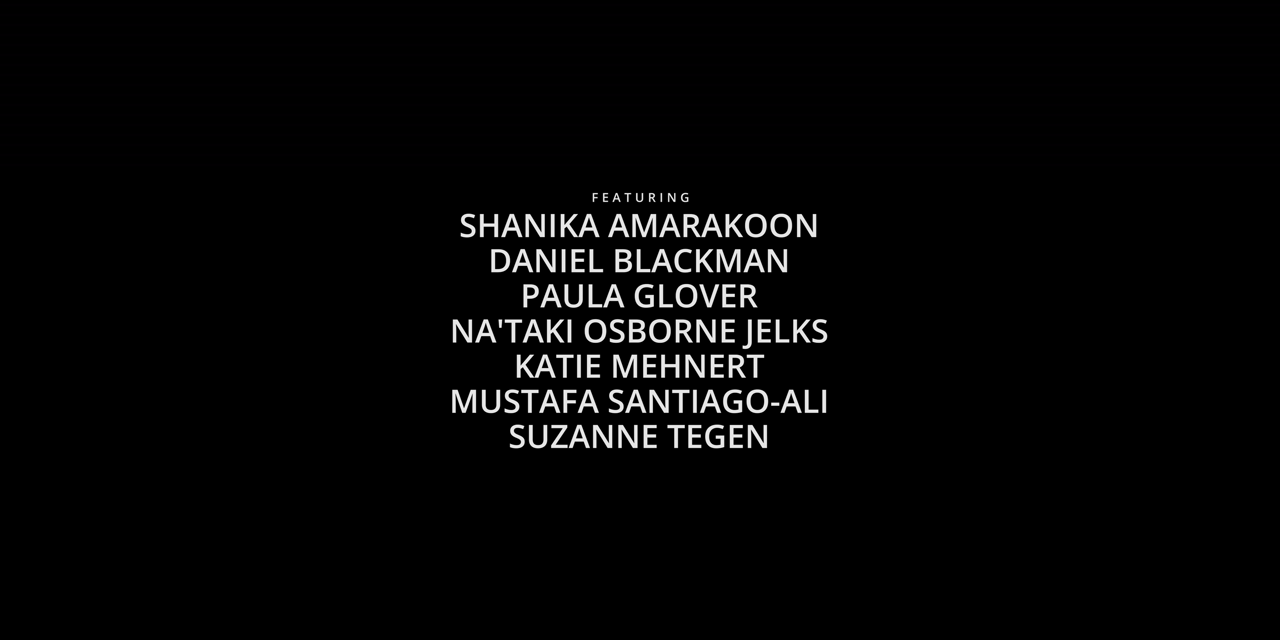 FEATURING
SHANIKA AMARAKOON
DANIEL BLACKMAN
PAULA GLOVER
NA'TAKI OSBORNE JELKS
KATIE MEHNERT
MUSTAFA SANTIAGO-ALI
SUZANNE TEGEN